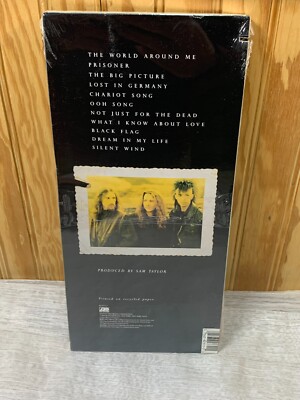 THE WORLD AROUND ME
PRISONER
THE BIG PICTURE
LOST IN GERMANY
CHARIOT SONG
OOH SONG
NOT JUST FOR THE DEAD
WHAT I KNOW ABOUT LOVE
BLACK FLAG
DREAM IN MY LIFE
SILENT WIND
PRODUCED BY SAM TAYLOR
Printed on recycled paper